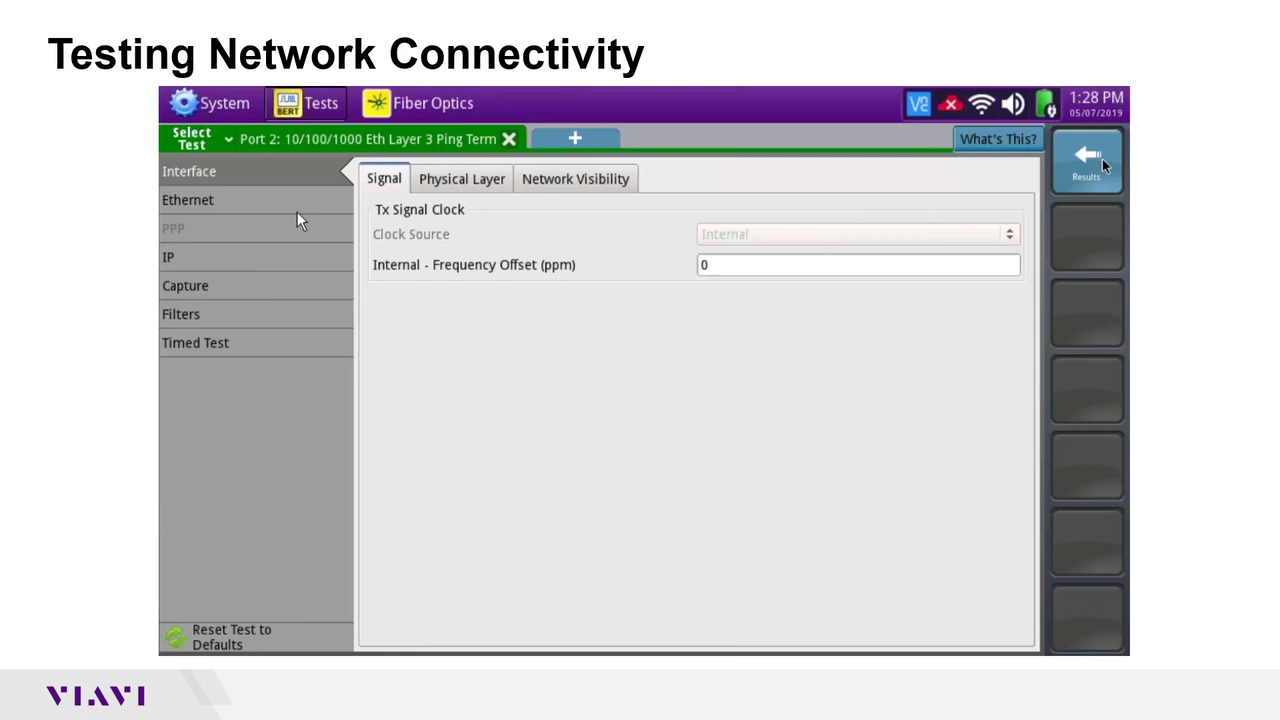 Testing Network Connectivity
System
BERT
Tests
Fiber Optics
V2
1:28 PM
05/07/2019
Select
Test
Port 2: 10/100/1000 Eth Layer 3 Ping Term
+
What's This?
Results
Interface
Ethernet
PPP
IP
Capture
Filters
Timed Test
Signal
Physical Layer
Network Visibility
Tx Signal Clock
Clock Source
Internal
Internal - Frequency Offset (ppm)
0
Reset Test to
Defaults
VIAVI